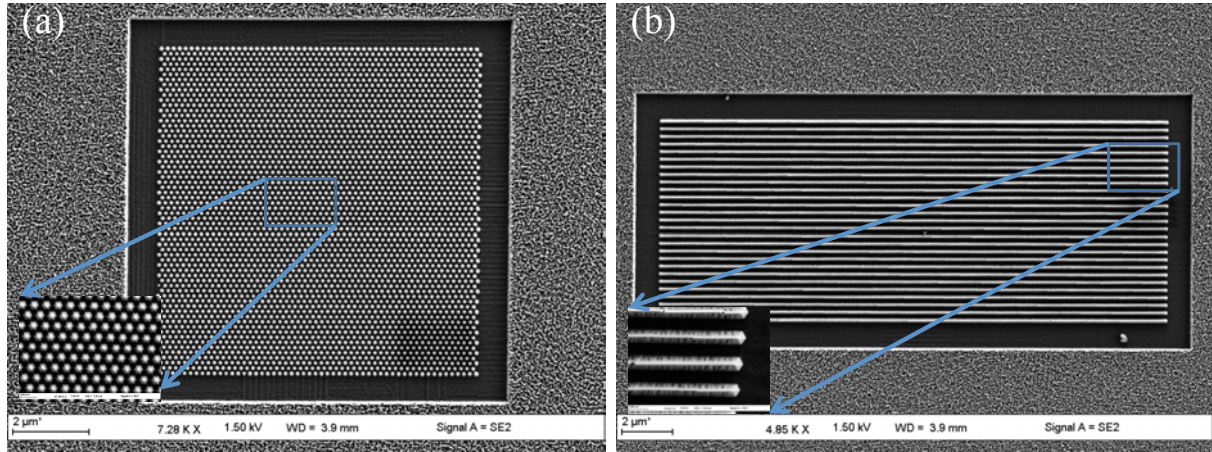 (a)
2 µm
7.28 K X 1.50 kV WD = 3.9 mm Signal A = SE2
(b)
2 µm
4.85 K X 1.50 kV WD = 3.9 mm Signal A = SE2